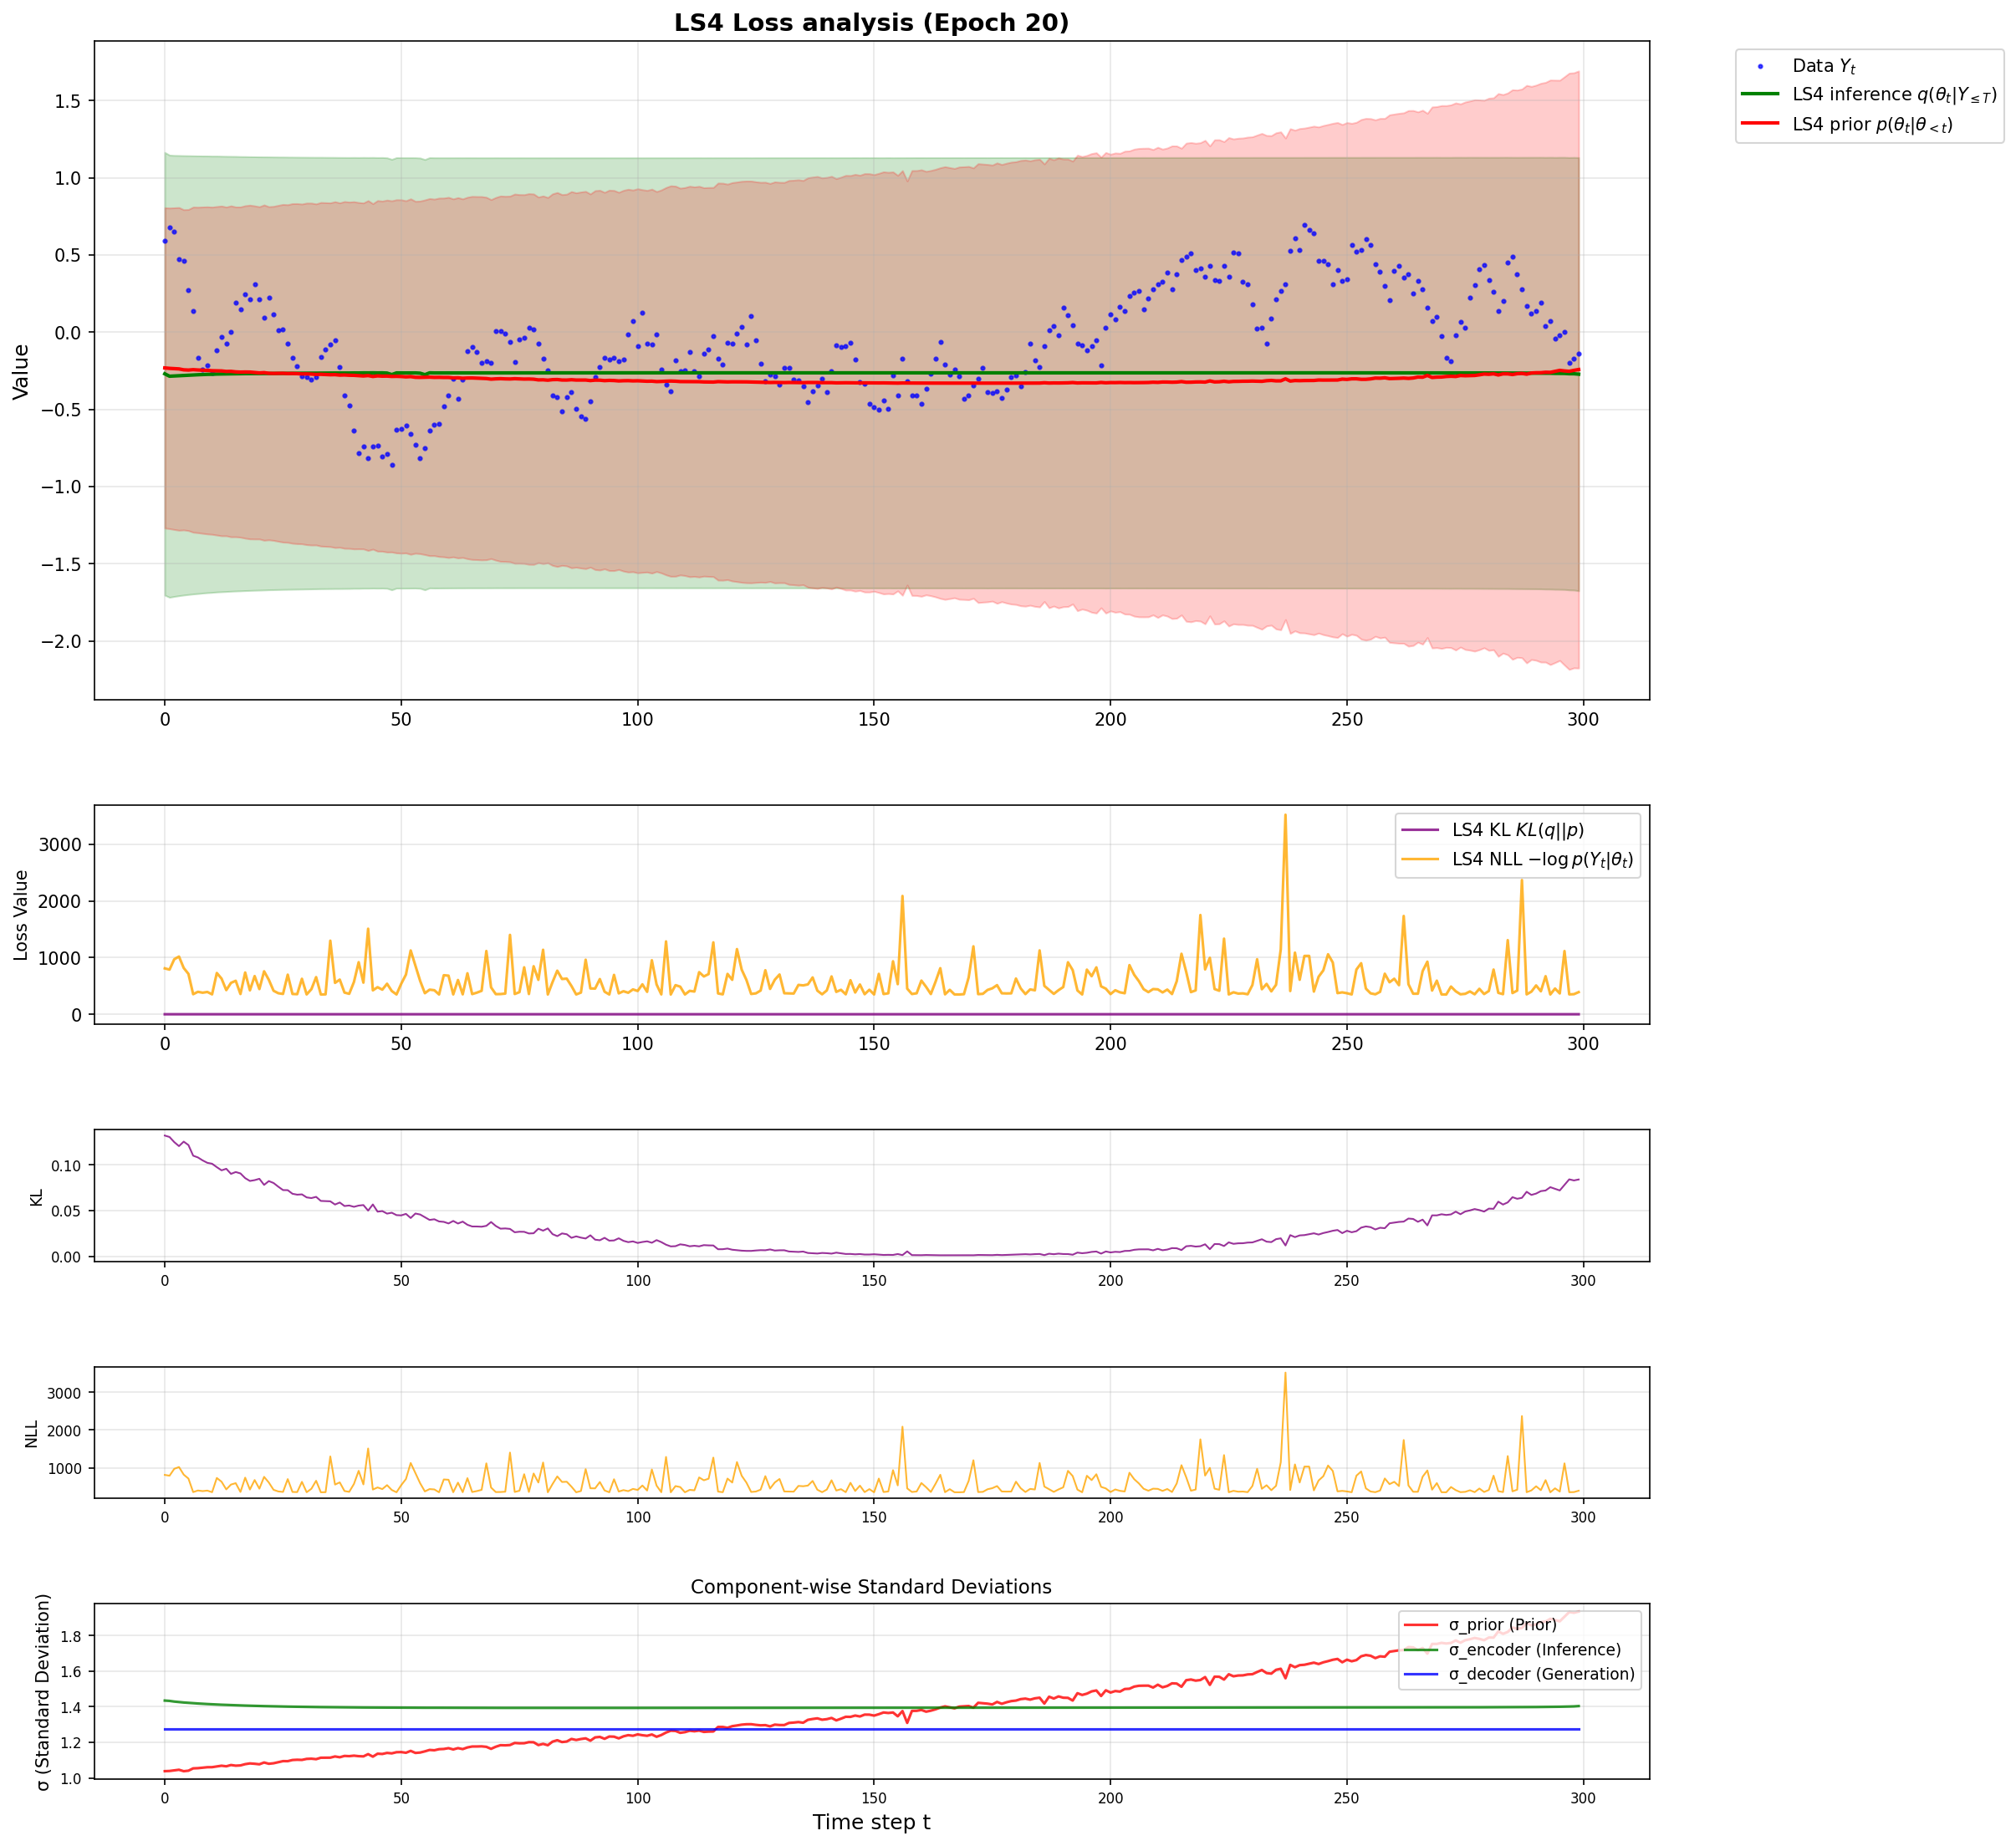 LS4 Loss analysis (Epoch 20)
Data Y_t
LS4 inference q(θ_t|Y_≤T)
LS4 prior p(θ_t|θ_<t)
Value
1.5
1.0
0.5
0.0
−0.5
−1.0
−1.5
−2.0
0 50 100 150 200 250 300
Loss Value
3000
2000
1000
0
LS4 KL KL(q||p)
LS4 NLL −log p(Y_t|θ_t)
0 50 100 150 200 250 300
KL
0.10
0.05
0.00
0 50 100 150 200 250 300
NLL
3000
2000
1000
0 50 100 150 200 250 300
Component-wise Standard Deviations
σ (Standard Deviation)
1.8
1.6
1.4
1.2
1.0
σ_prior (Prior)
σ_encoder (Inference)
σ_decoder (Generation)
0 50 100 150 200 250 300
Time step t